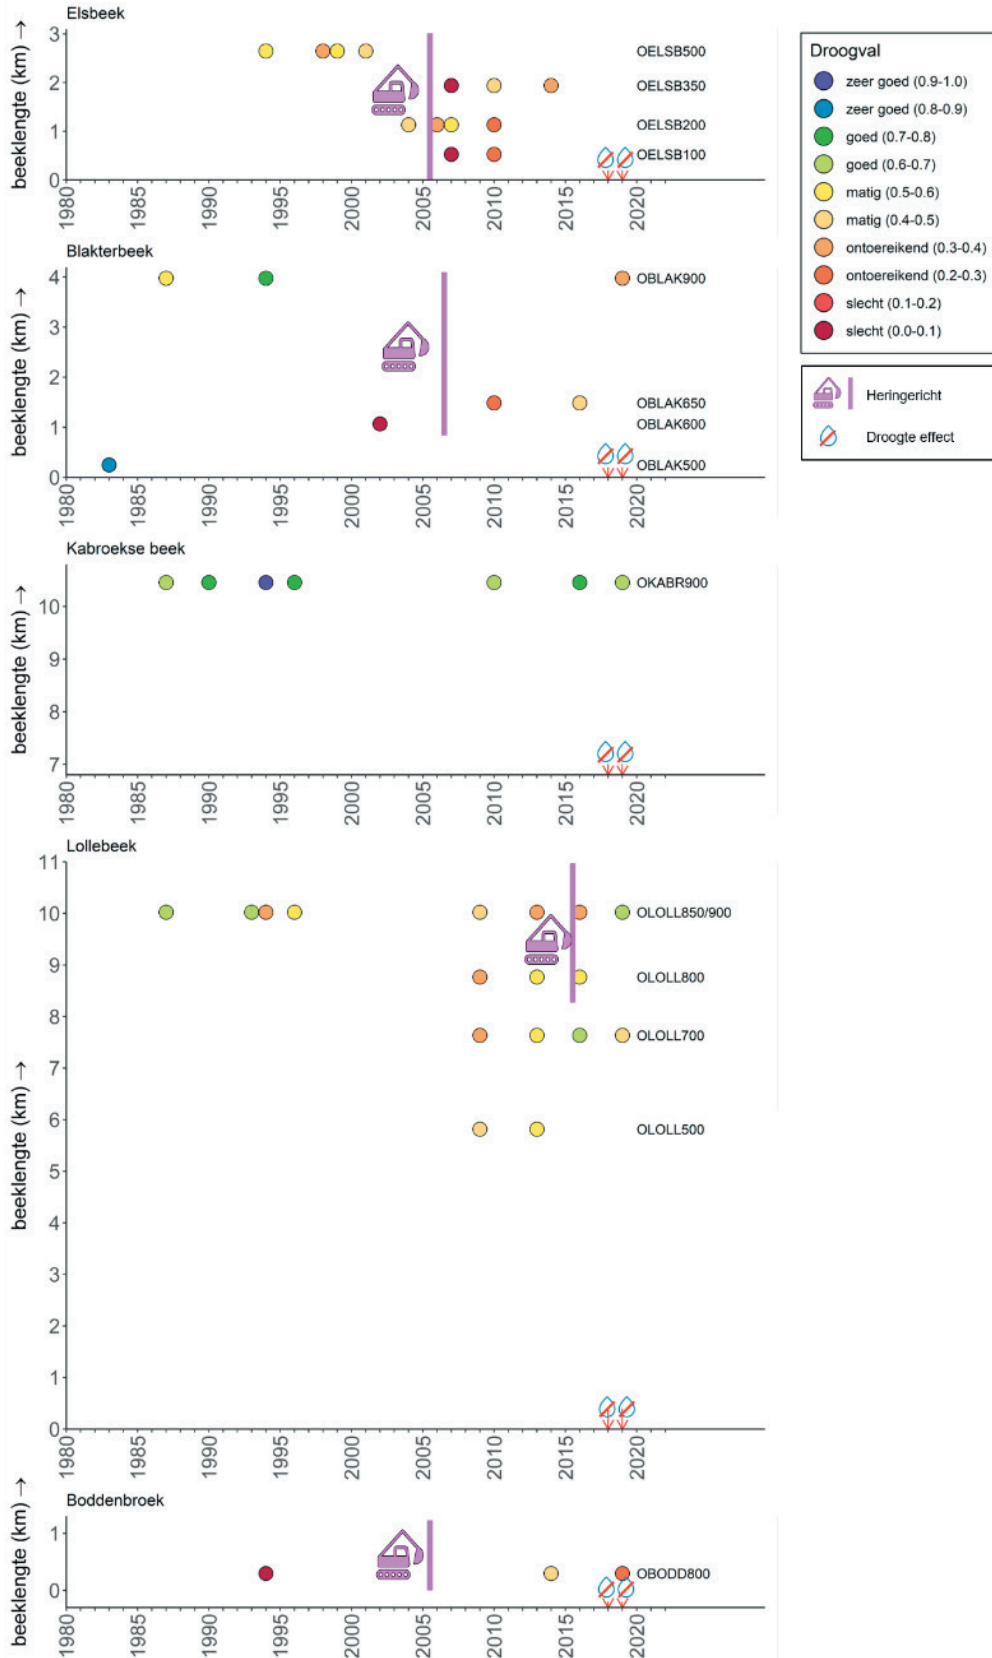 Elsbeek
beeklengte (km) →
3
2
1
0
OELSB500
OELSB350
OELSB200
OELSB100
1980
1985
1990
1995
2000
2005
2010
2015
2020
Droogval
zeer goed (0.9-1.0)
zeer goed (0.8-0.9)
goed (0.7-0.8)
goed (0.6-0.7)
matig (0.5-0.6)
matig (0.4-0.5)
ontoereikend (0.3-0.4)
ontoereikend (0.2-0.3)
slecht (0.1-0.2)
slecht (0.0-0.1)
Heringericht
Droogte effect
Blakterbeek
beeklengte (km) →
4
3
2
1
0
OBLAK900
OBLAK650
OBLAK600
OBLAK500
1980
1985
1990
1995
2000
2005
2010
2015
2020
Kabroekse beek
beeklengte (km) →
10
9
8
7
OKABR900
1980
1985
1990
1995
2000
2005
2010
2015
2020
Lollebeek
beeklengte (km) →
11
10
9
8
7
6
5
4
3
2
1
0
OLOLL850/900
OLOLL800
OLOLL700
OLOLL500
1980
1985
1990
1995
2000
2005
2010
2015
2020
Boddenbroek
beeklengte (km) →
1
0
OBODD800
1980
1985
1990
1995
2000
2005
2010
2015
2020